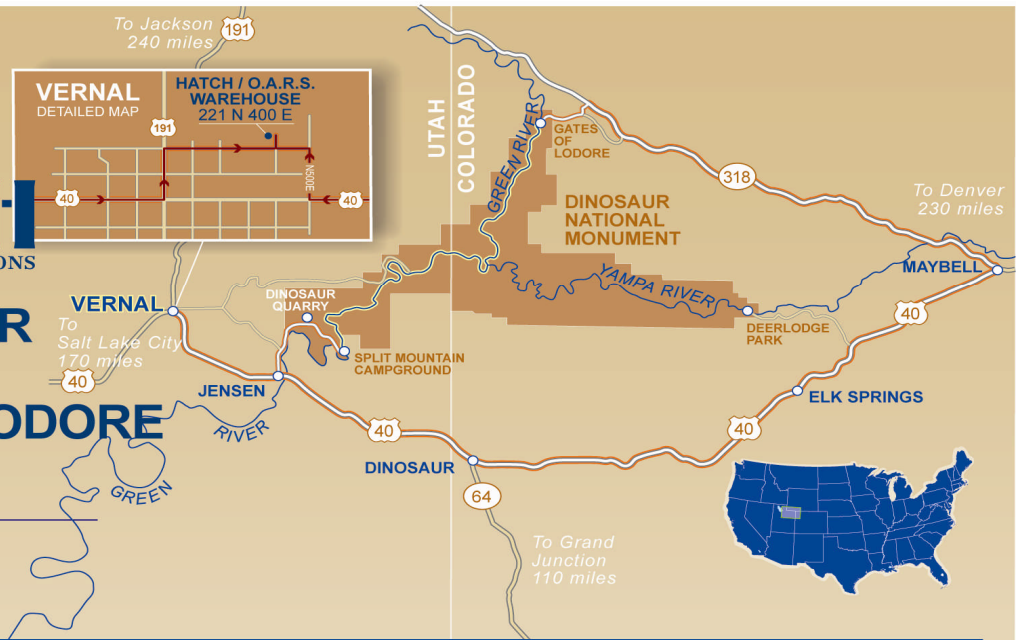 To Jackson
240 miles
191
VERNAL
DETAILED MAP
HATCH / O.A.R.S.
WAREHOUSE
221 N 400 E
191
40
N500E
40
UTAH
COLORADO
GREEN RIVER
GATES
OF
LODORE
318
To Denver
230 miles
DINOSAUR
NATIONAL
MONUMENT
MAYBELL
YAMPA RIVER
ONS
DINOSAUR
QUARRY
VERNAL
R
To
Salt Lake City
170 miles
40
DEERLODGE
PARK
40
SPLIT MOUNTAIN
CAMPGROUND
JENSEN
ELK SPRINGS
ODORE
RIVER
40
40
DINOSAUR
GREEN
64
To Grand
Junction
110 miles